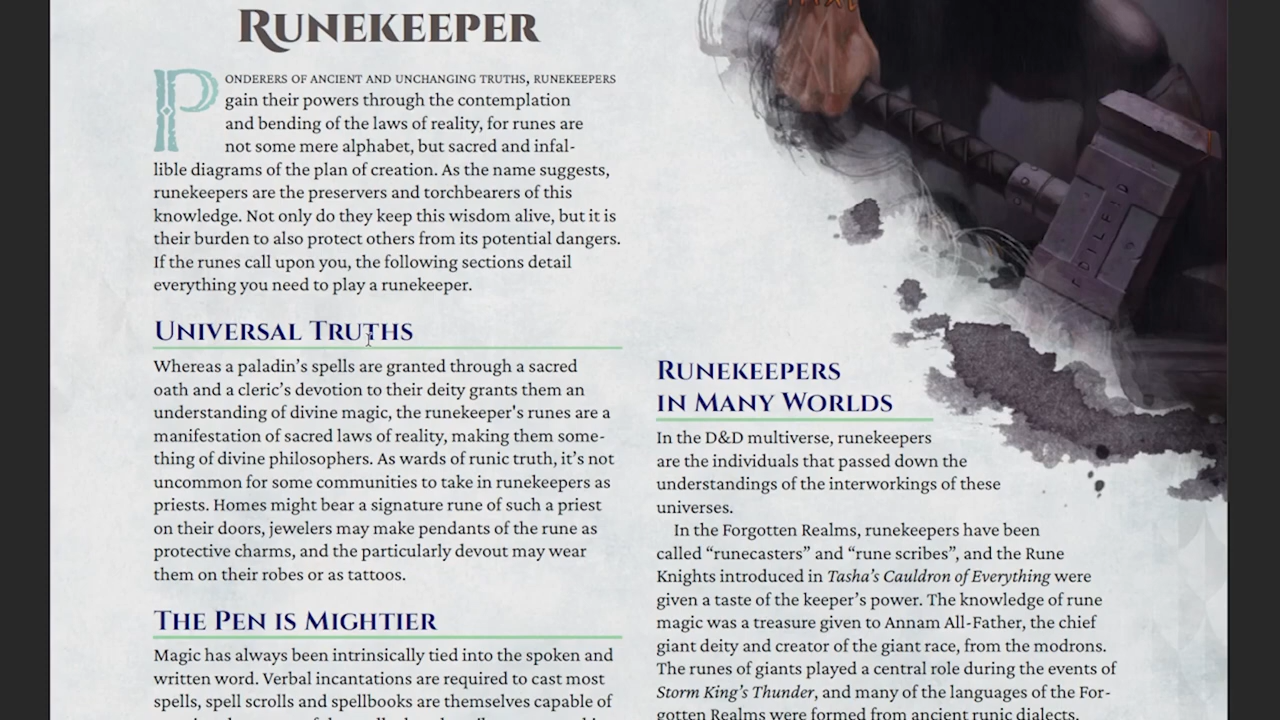 Runekeeper
Ponderers of ancient and unchanging truths, runekeepers
gain their powers through the contemplation
and bending of the laws of reality, for runes are
not some mere alphabet, but sacred and infal-
lible diagrams of the plan of creation. As the name suggests,
runekeepers are the preservers and torchbearers of this
knowledge. Not only do they keep this wisdom alive, but it is
their burden to also protect others from its potential dangers.
If the runes call upon you, the following sections detail
everything you need to play a runekeeper.
Universal Truths
Whereas a paladin’s spells are granted through a sacred
oath and a cleric’s devotion to their deity grants them an
understanding of divine magic, the runekeeper's runes are a
manifestation of sacred laws of reality, making them some-
thing of divine philosophers. As wards of runic truth, it’s not
uncommon for some communities to take in runekeepers as
priests. Homes might bear a signature rune of such a priest
on their doors, jewelers may make pendants of the rune as
protective charms, and the particularly devout may wear
them on their robes or as tattoos.
The Pen is Mightier
Magic has always been intrinsically tied into the spoken and
written word. Verbal incantations are required to cast most
spells, spell scrolls and spellbooks are themselves capable of
Runekeepers
in Many Worlds
In the D&D multiverse, runekeepers
are the individuals that passed down the
understandings of the interworkings of these
universes.
In the Forgotten Realms, runekeepers have been
called “runecasters” and “rune scribes”, and the Rune
Knights introduced in Tasha’s Cauldron of Everything were
given a taste of the keeper’s power. The knowledge of rune
magic was a treasure given to Annam All-Father, the chief
giant deity and creator of the giant race, from the modrons.
The runes of giants played a central role during the events of
Storm King’s Thunder, and many of the languages of the For-
gotten Realms were formed from ancient runic dialects.